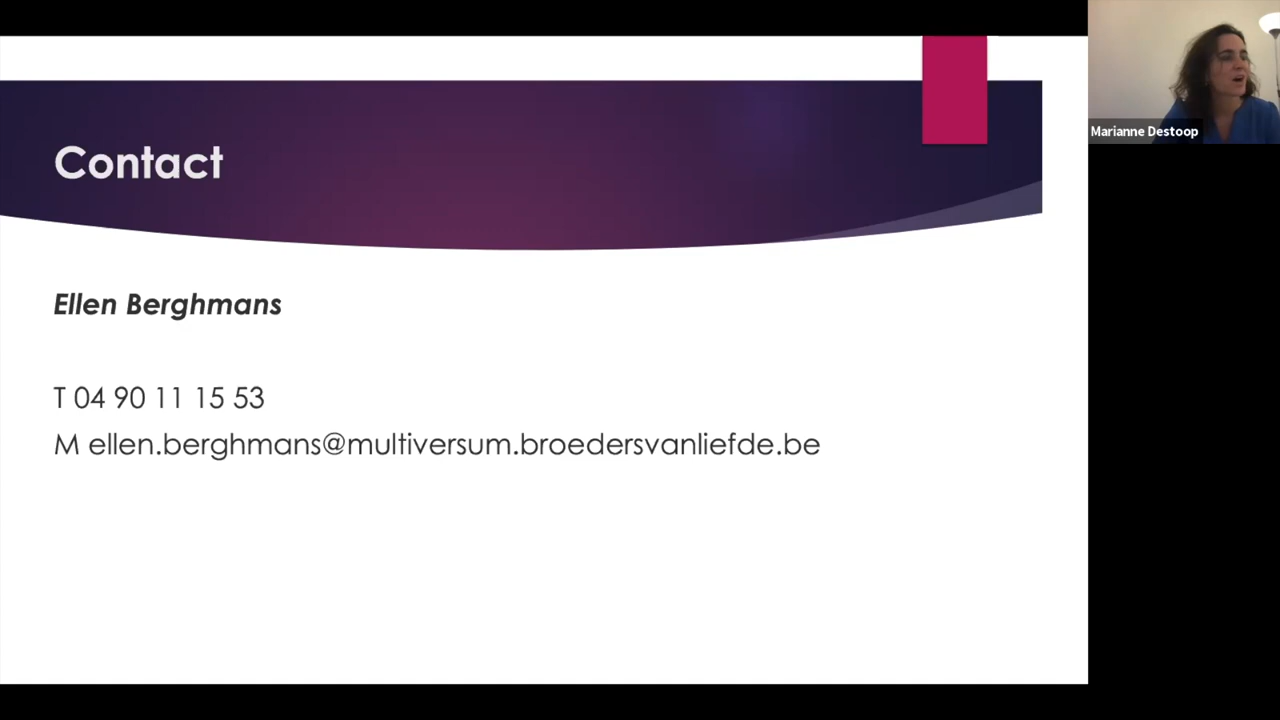 Contact
Ellen Berghmans
T 04 90 11 15 53
M ellen.berghmans@multiversum.broedersvanliefde.be
Marianne Destoop